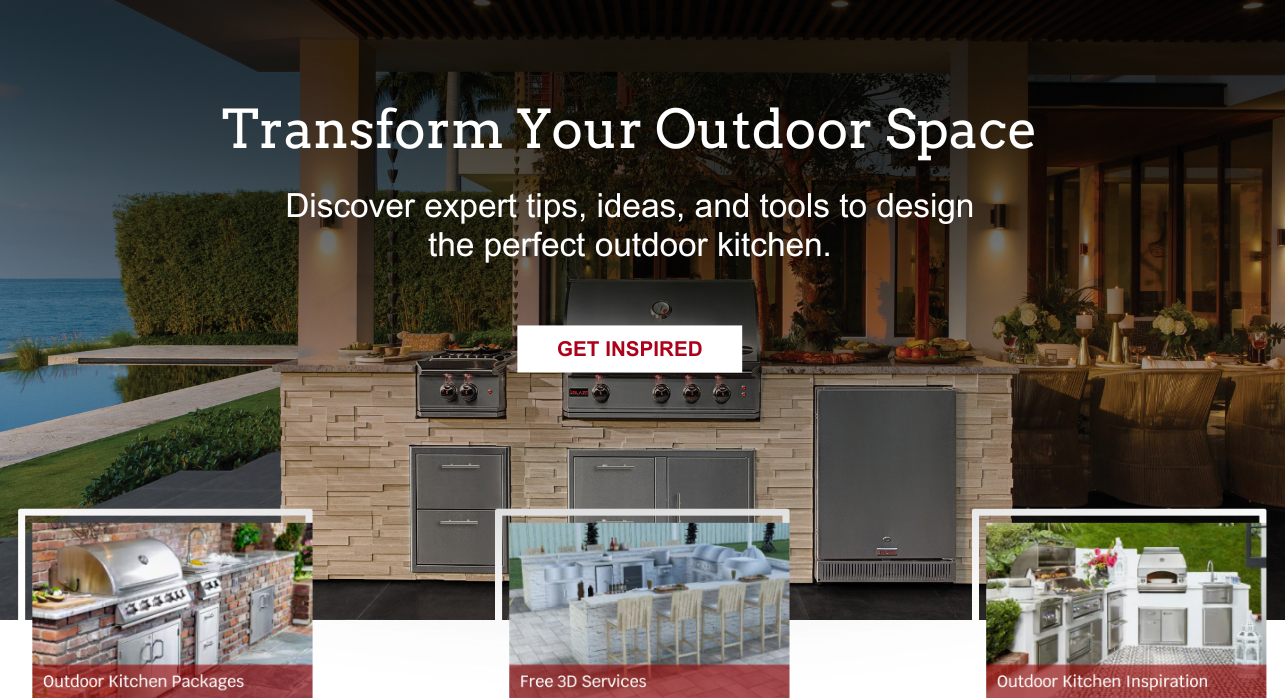 Transform Your Outdoor Space
Discover expert tips, ideas, and tools to design
the perfect outdoor kitchen.
GET INSPIRED
BLAZE
Outdoor Kitchen Packages
Free 3D Services
Outdoor Kitchen Inspiration